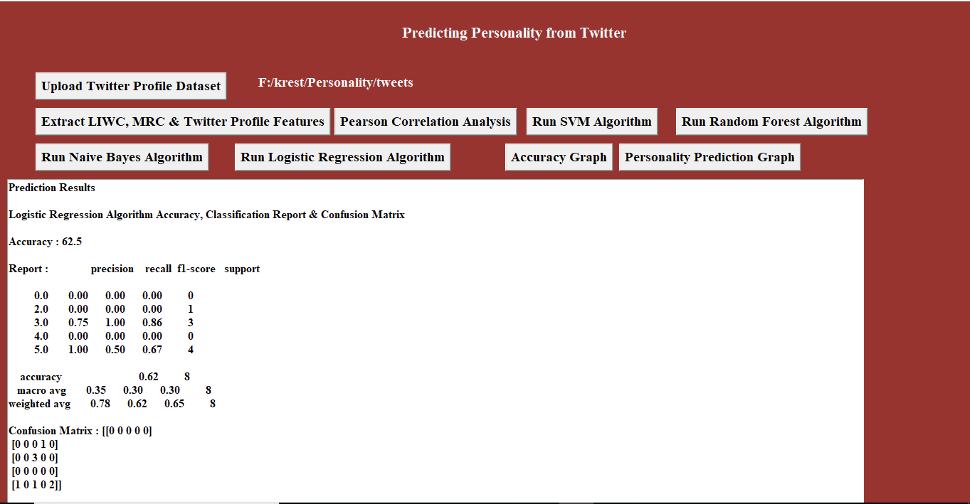 Predicting Personality from Twitter
Upload Twitter Profile Dataset F:/krest/Personality/tweets
Extract LIWC, MRC & Twitter Profile Features Pearson Correlation Analysis Run SVM Algorithm Run Random Forest Algorithm
Run Naive Bayes Algorithm Run Logistic Regression Algorithm Accuracy Graph Personality Prediction Graph
Prediction Results
Logistic Regression Algorithm Accuracy, Classification Report & Confusion Matrix
Accuracy : 62.5
Report : precision recall f1-score support
0.0 0.00 0.00 0.00 0
2.0 0.00 0.00 0.00 1
3.0 0.75 1.00 0.86 3
4.0 0.00 0.00 0.00 0
5.0 1.00 0.50 0.67 4
accuracy 0.62 8
macro avg 0.35 0.30 0.30 8
weighted avg 0.78 0.62 0.65 8
Confusion Matrix : [[0 0 0 0 0]
[0 0 0 1 0]
[0 0 3 0 0]
[0 0 0 0 0]
[1 0 1 0 2]]